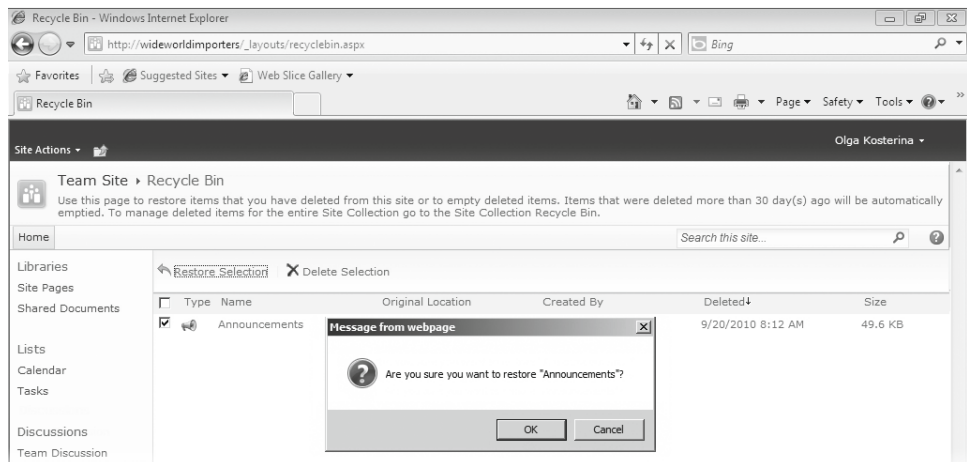 Recycle Bin - Windows Internet Explorer
http://wideworldimporters/_layouts/recyclebin.aspx
Bing
Favorites
Suggested Sites
Web Slice Gallery
Recycle Bin
Page
Safety
Tools
Site Actions
Olga Kosterina
Team Site
Recycle Bin
Use this page to restore items that you have deleted from this site or to empty deleted items. Items that were deleted more than 30 day(s) ago will be automatically
emptied. To manage deleted items for the entire Site Collection go to the Site Collection Recycle Bin.
Home
Search this site...
Libraries
Site Pages
Shared Documents
Lists
Calendar
Tasks
Discussions
Team Discussion
Restore Selection
Delete Selection
Type
Name
Original Location
Created By
Deleted
Size
Announcements
9/20/2010 8:12 AM
49.6 KB
Message from webpage
Are you sure you want to restore "Announcements"?
OK
Cancel